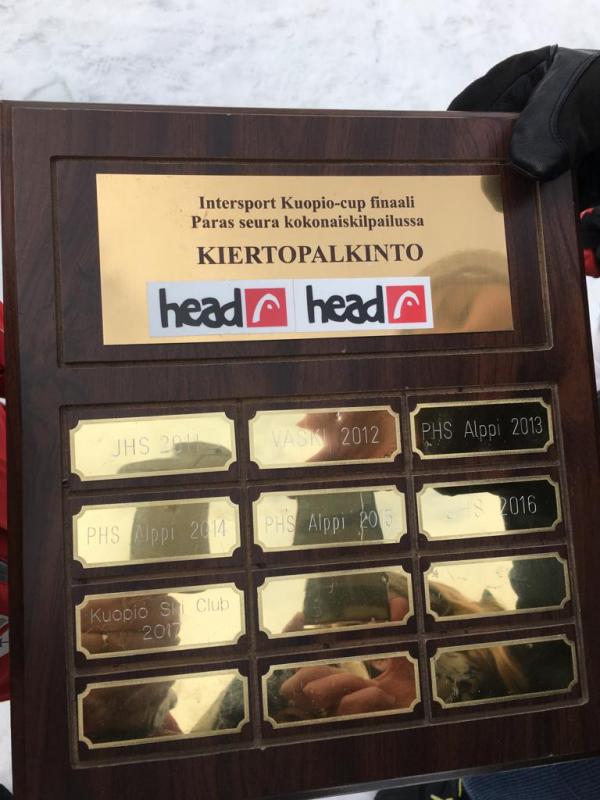 Intersport Kuopio-cup finaali
Paras seura kokonaiskilpailussa
KIERTOPALKINTO
head head
JHS 2011
VASKI 2012
PHS Alppi 2013
PHS Alppi 2014
PHS Alppi 2015
2016
Kuopio Ski Club
2017